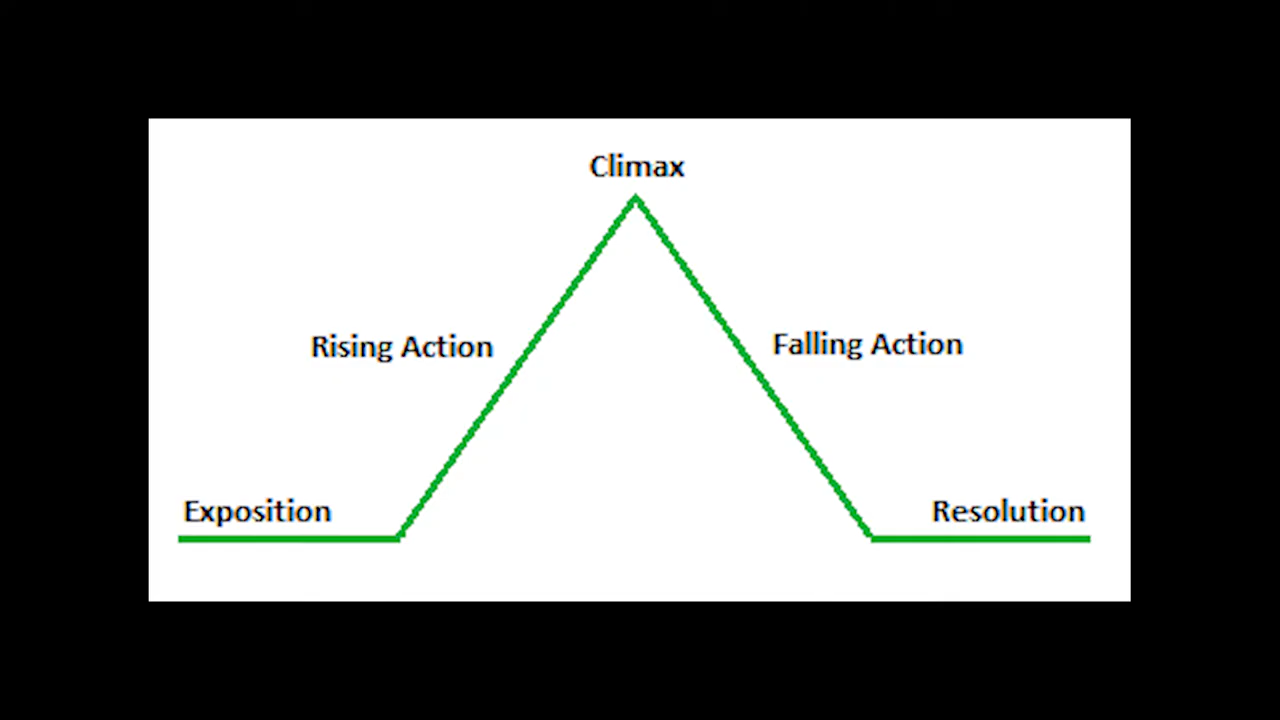 Climax
Rising Action
Falling Action
Exposition
Resolution